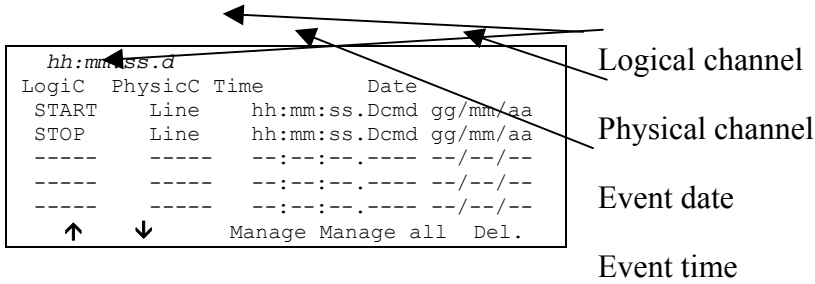 hh:mm:ss.d
LogiC PhysicC Time Date
START Line hh:mm:ss.Dcmd gg/mm/aa
STOP Line hh:mm:ss.Dcmd gg/mm/aa
----- ----- --:--:--.---- --/--/--
----- ----- --:--:--.---- --/--/--
----- ----- --:--:--.---- --/--/--
↑ ↓ Manage Manage all Del.
Logical channel
Physical channel
Event date
Event time